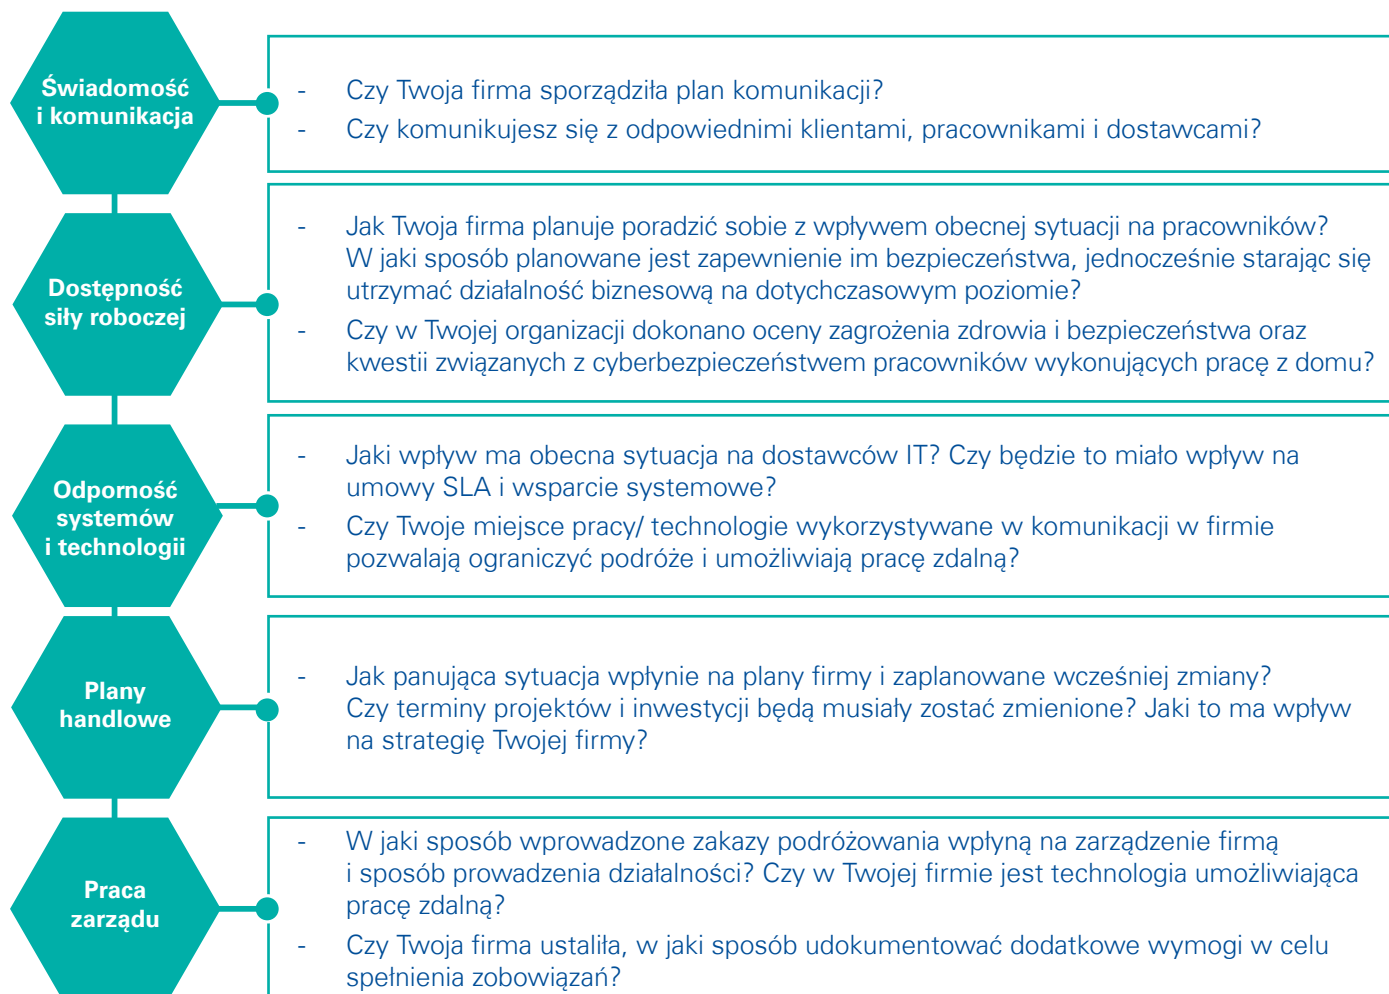 Świadomość
i komunikacja
- Czy Twoja firma sporządziła plan komunikacji?
- Czy komunikujesz się z odpowiednimi klientami, pracownikami i dostawcami?
Dostępność
siły roboczej
- Jak Twoja firma planuje poradzić sobie z wpływem obecnej sytuacji na pracowników?
W jaki sposób planowane jest zapewnienie im bezpieczeństwa, jednocześnie starając się
utrzymać działalność biznesową na dotychczasowym poziomie?
- Czy w Twojej organizacji dokonano oceny zagrożenia zdrowia i bezpieczeństwa oraz
kwestii związanych z cyberbezpieczeństwem pracowników wykonujących pracę z domu?
Odporność
systemów
i technologii
- Jaki wpływ ma obecna sytuacja na dostawców IT? Czy będzie to miało wpływ na
umowy SLA i wsparcie systemowe?
- Czy Twoje miejsce pracy/ technologie wykorzystywane w komunikacji w firmie
pozwalają ograniczyć podróże i umożliwiają pracę zdalną?
Plany
handlowe
- Jak panująca sytuacja wpłynie na plany firmy i zaplanowane wcześniej zmiany?
Czy terminy projektów i inwestycji będą musiały zostać zmienione? Jaki to ma wpływ
na strategię Twojej firmy?
Praca
zarządu
- W jaki sposób wprowadzone zakazy podróżowania wpłyną na zarządzenie firmą
i sposób prowadzenia działalności? Czy w Twojej firmie jest technologia umożliwiająca
pracę zdalną?
- Czy Twoja firma ustaliła, w jaki sposób udokumentować dodatkowe wymogi w celu
spełnienia zobowiązań?